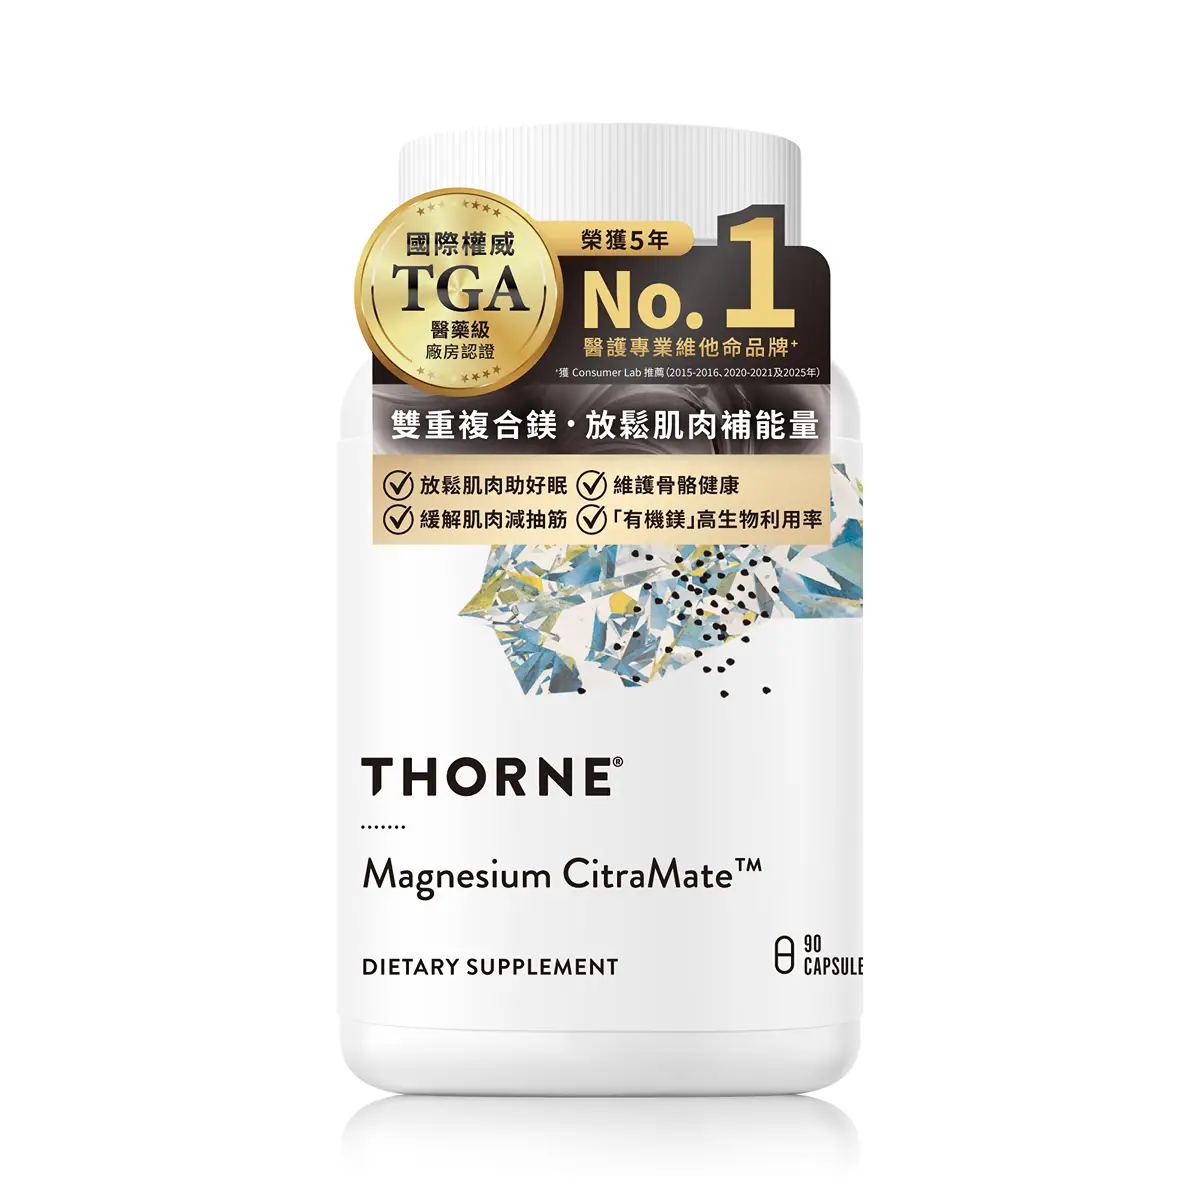 國際權威
TGA
醫藥級
廠房認證
榮獲5年
No.1
醫護專業維他命品牌+
+獲 Consumer Lab 推薦(2015-2016、2020-2021及2025年)
雙重複合鎂・放鬆肌肉補能量
放鬆肌肉助好眠 維護骨骼健康
緩解肌肉減抽筋 「有機鎂」高生物利用率
THORNE®
Magnesium CitraMate™
DIETARY SUPPLEMENT
90
CAPSULE